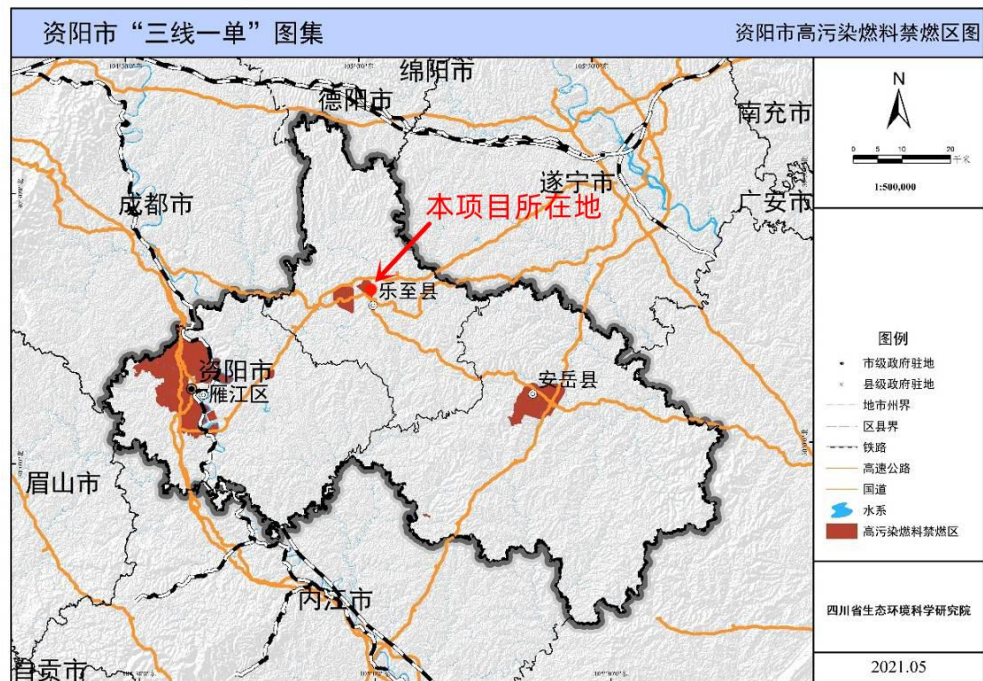 资阳市“三线一单”图集
资阳市高污染燃料禁燃区图
绵阳市
德阳市
南充市
遂宁市
成都市
广安市
本项目所在地
乐至县
资阳市
雁江区
安岳县
眉山市
内江市
自贡市
N
0 5 10 20
千米
1:500,000
图例
市级政府驻地
县级政府驻地
地市州界
区县界
铁路
高速公路
国道
水系
高污染燃料禁燃区
四川省生态环境科学研究院
2021.05